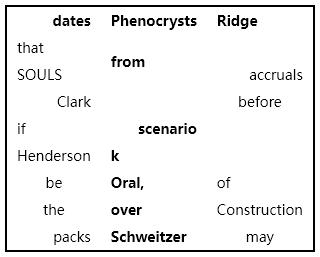 dates Phenocrysts Ridge
that
from
SOULS accruals
Clark before
if scenario
Henderson k
be Oral, of
the over Construction
packs Schweitzer may